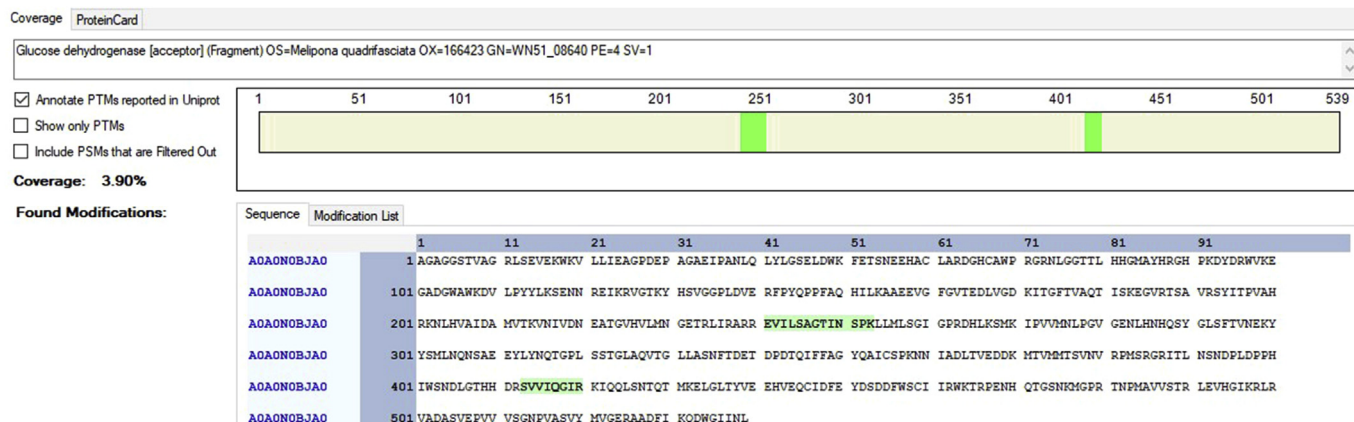 Coverage ProteinCard
Glucose dehydrogenase [acceptor] (Fragment) OS=Melipona quadrifasciata OX=166423 GN=WN51_08640 PE=4 SV=1
Annotate PTMs reported in Uniprot
Show only PTMs
Include PSMs that are Filtered Out
Coverage: 3.90%
Found Modifications:
1 51 101 151 201 251 301 351 401 451 501 539
Sequence Modification List
1 11 21 31 41 51 61 71 81 91
A0A0N0BJA0 1 AGAGGSTVAG RLSEVEKWKV LLIEAGPDEP AGAEIPANLQ LYLGSELDWK FETSNEEHAC LARDGHCAWP RGRNLGGTTL HHGMAYHRGH PKDYDRWVKE
A0A0N0BJA0 101 GADGWAWKDV LPYYLKSENN REIKRVGTKY HSVGGPLDVE RFPYQPPFAQ HILKAAEEVG FGVTEDLVGD KITGFTVAQT ISKEGVRTSA VRSYITPVAH
A0A0N0BJA0 201 RKNLHVAIDA MVTKVNIVDN EATGVHVLMN GETRLIRARR EVILSAGTIN SPKLLMLSGI GPRDHLKSMK IPVVMNLPGV GENLHNHQSY GLSFTVNEKY
A0A0N0BJA0 301 YSMLNQNSAE EYLYNQTGPL SSTGLAQVTG LLASNFTDET DPDTQIFFAG YQAICSPKNN IADLTVEDDK MTVMMTSVNV RPMSRGRITL NSNDPLDPPH
A0A0N0BJA0 401 IWSNDLGTHH DRSVVIQGIR KIQQLSNTQT MKELGLTYVE EHVEQCIDFE YDSDDFWSCI IRWKTRPENH QTGSNKMGPR TNPMAVVSTR LEVHGIKRLR
A0A0N0BJA0 501 VADASVEPVV VSGNPVASVY MVGERAADFI KQDWGIINL